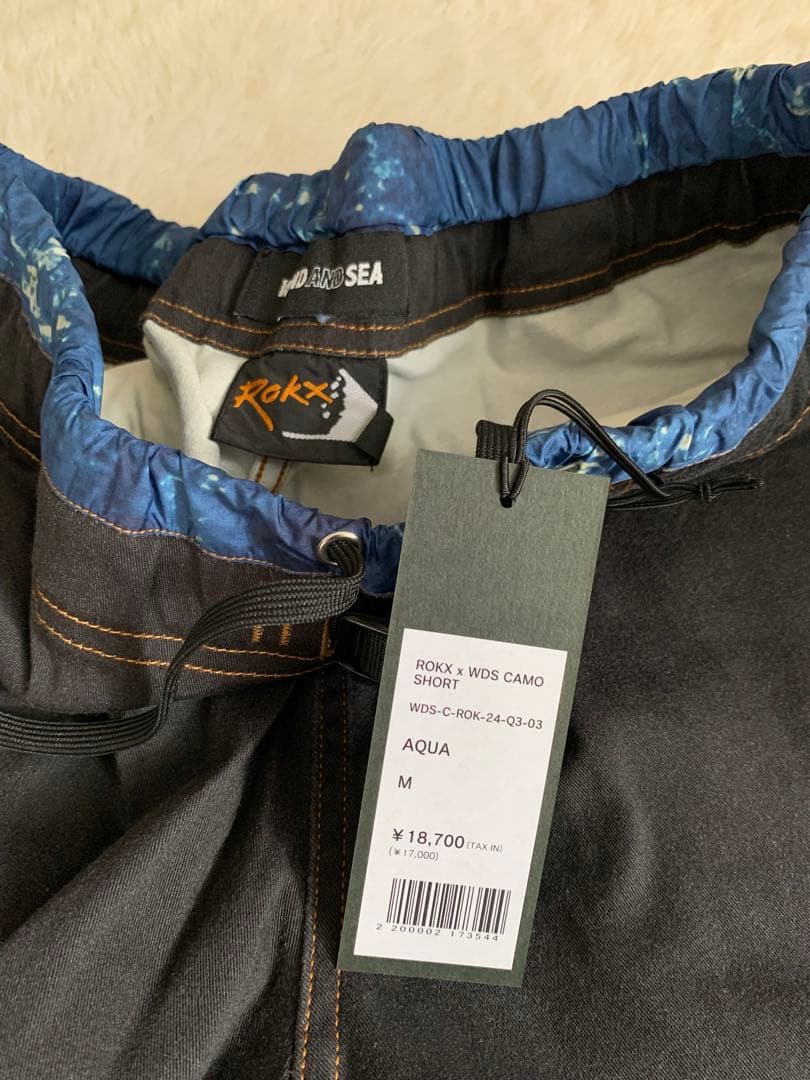 WIND AND SEA
ROKX
ROKX x WDS CAMO
SHORT
WDS-C-ROK-24-Q3-03
AQUA
M
¥18,700 (TAX IN)
(¥17,000)
2 200002 173544